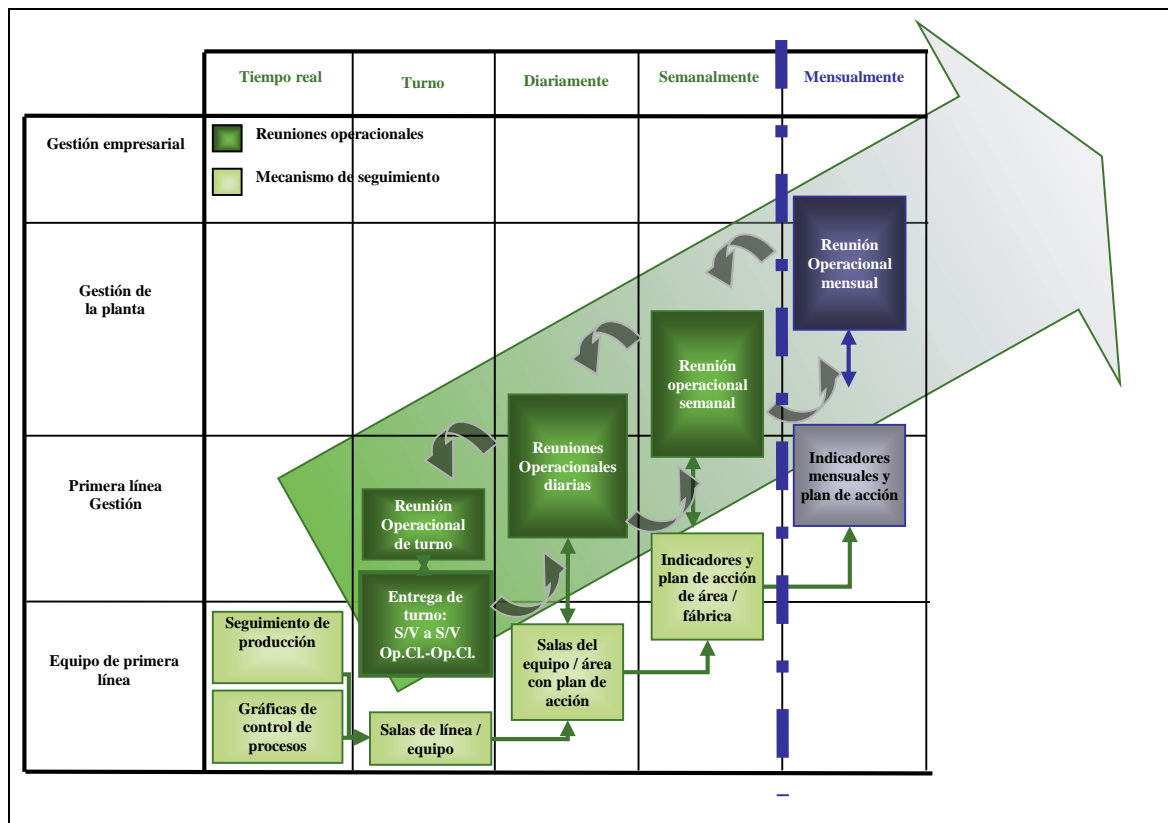 Tiempo real
Turno
Diariamente
Semanalmente
Mensualmente
Gestión empresarial
Reuniones operacionales
Mecanismo de seguimiento
Gestión de
la planta
Reunión
Operacional
mensual
Reunión
operacional
semanal
Primera línea
Gestión
Reuniones
Operacionales
diarias
Reunión
Operacional
de turno
Indicadores
mensuales y
plan de acción
Equipo de primera
línea
Entrega de
turno:
S/V a S/V
Op.Cl.-Op.Cl.
Indicadores y
plan de acción
de área /
fábrica
Seguimiento de
producción
Salas del
equipo / área
con plan de
acción
Gráficas de
control de
procesos
Salas de línea /
equipo